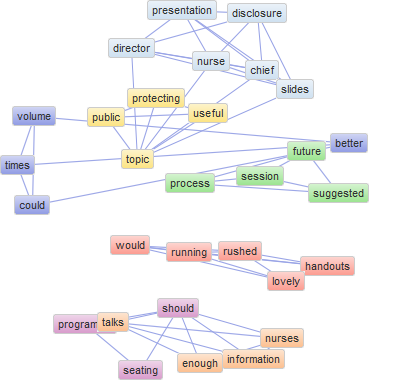 presentation
disclosure
director
nurse
chief
slides
protecting
public
useful
volume
better
future
topic
times
session
process
suggested
could
would
running
rushed
handouts
lovely
should
talks
nurses
information
enough
seating